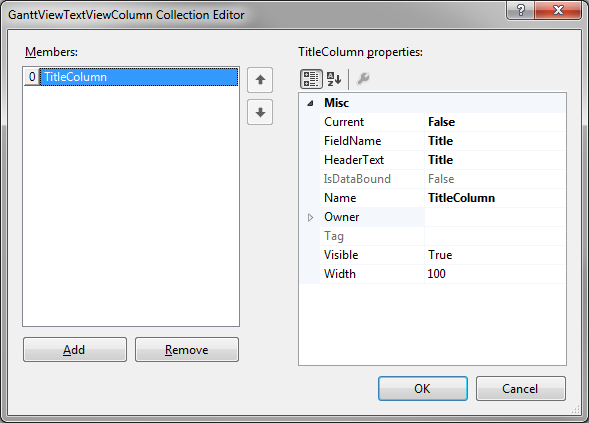 GanttViewTextViewColumn Collection Editor
Members:
0 TitleColumn
Add
Remove
TitleColumn properties:
Misc
Current False
FieldName Title
HeaderText Title
IsDataBound False
Name TitleColumn
Owner
Tag
Visible True
Width 100
OK
Cancel